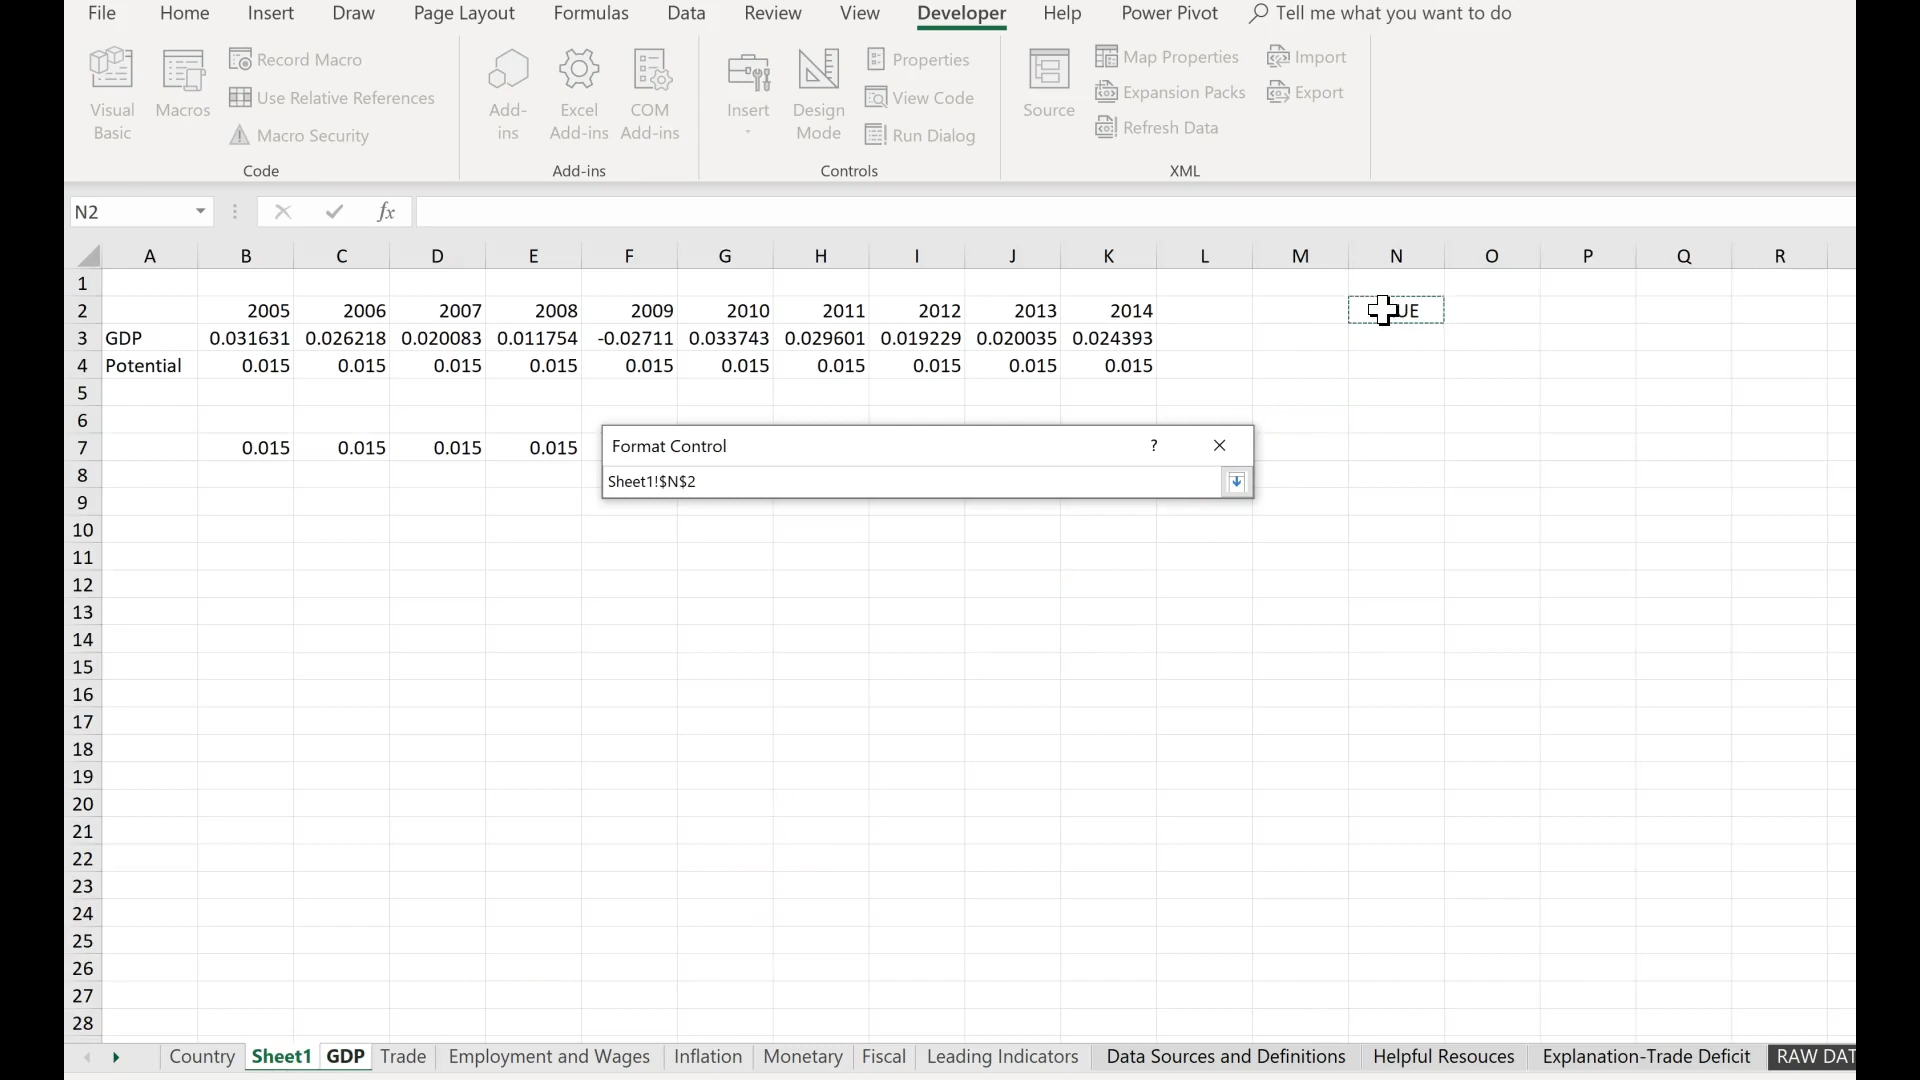 File Home Insert Draw Page Layout Formulas Data Review View Developer Help Power Pivot Tell me what you want to do
Visual Basic
Macros
Record Macro
Use Relative References
Macro Security
Code
Add-ins
Excel Add-ins
COM Add-ins
Add-ins
Insert
Design Mode
Properties
View Code
Run Dialog
Controls
Source
Map Properties
Expansion Packs
Refresh Data
Import
Export
XML
N2 fx
A B C D E F G H I J K L M N O P Q R
1
2 2005 2006 2007 2008 2009 2010 2011 2012 2013 2014
3 GDP 0.031631 0.026218 0.020083 0.011754 -0.02711 0.033743 0.029601 0.019229 0.020035 0.024393
4 Potential 0.015 0.015 0.015 0.015 0.015 0.015 0.015 0.015 0.015 0.015
5
6
7 0.015 0.015 0.015 0.015
Format Control ?
Sheet1!$N$2
8
9
10
11
12
13
14
15
16
17
18
19
20
21
22
23
24
25
26
27
28
Country Sheet1 GDP Trade Employment and Wages Inflation Monetary Fiscal Leading Indicators Data Sources and Definitions Helpful Resouces Explanation-Trade Deficit RAW DAT